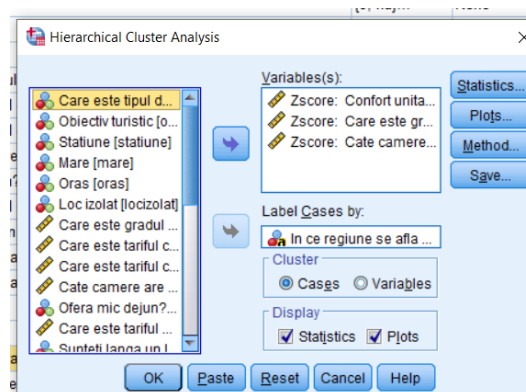 Hierarchical Cluster Analysis
Care este tipul d...
Obiectiv turistic [o...
Statiune [statiune]
Mare [mare]
Oras [oras]
Loc izolat [locizolat]
Care este gradul ...
Care este tariful c...
Care este tariful c...
Cate camere are ...
Ofera mic dejun?...
Care este tariful ...
Sunteti langa un l...
Variables(s):
Zscore: Confort unita...
Zscore: Care este gr...
Zscore: Cate camere...
Label Cases by:
In ce regiune se afla ...
Cluster
Cases
Variables
Display
Statistics
Plots
Statistics...
Plots...
Method...
Save...
OK
Paste
Reset
Cancel
Help